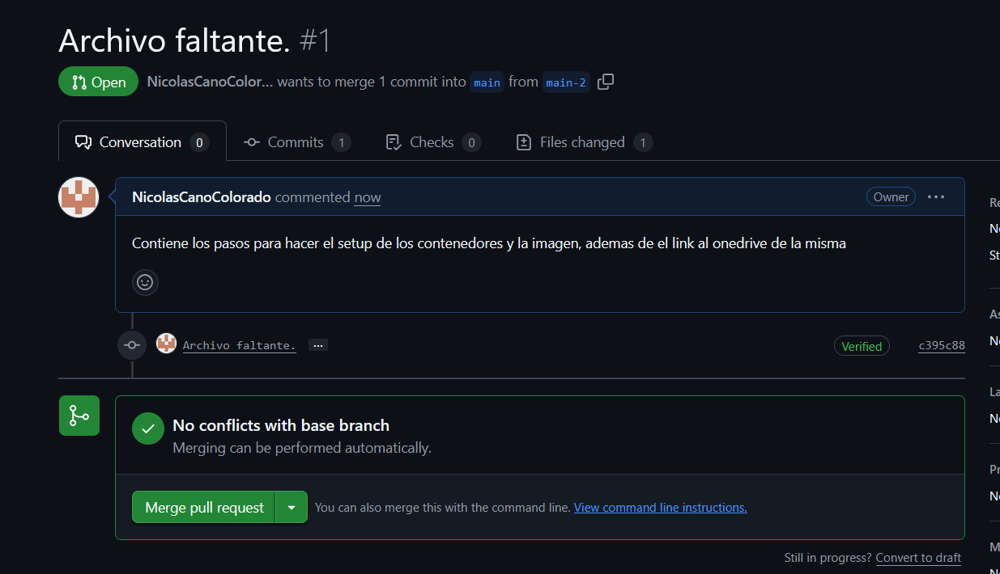 Archivo faltante. #1
Open NicolasCanoColor... wants to merge 1 commit into main from main-2
Conversation 0 Commits 1 Checks 0 Files changed 1
NicolasCanoColorado commented now Owner
Contiene los pasos para hacer el setup de los contenedores y la imagen, ademas de el link al onedrive de la misma
Archivo faltante. ... Verified c395c88
No conflicts with base branch
Merging can be performed automatically.
Merge pull request You can also merge this with the command line. View command line instructions.
Still in progress? Convert to draft